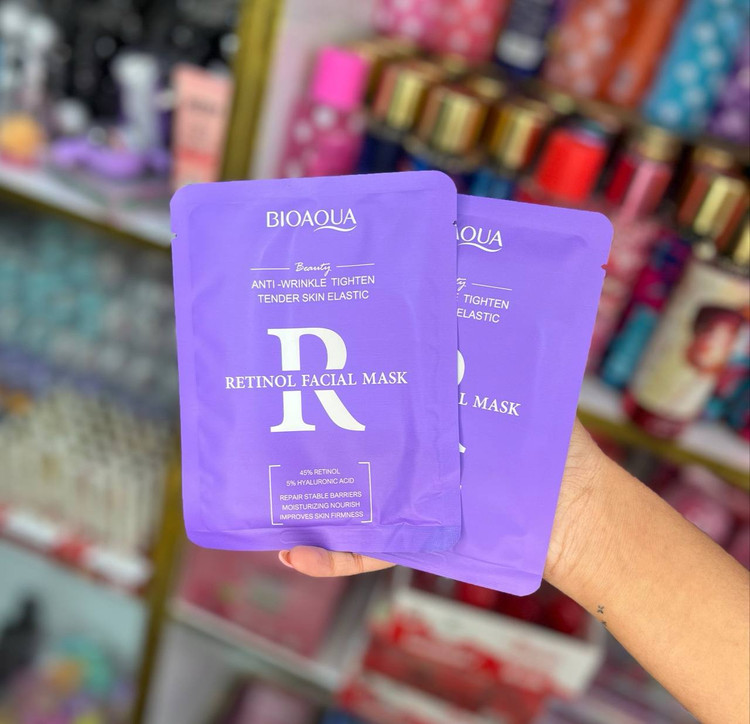 BIOAQUA
Beauty
ANTI -WRINKLE TIGHTEN
TENDER SKIN ELASTIC
R
RETINOL FACIAL MASK
45% RETINOL
5% HYALURONIC ACID
REPAIR STABLE BARRIERS
MOISTURIZING NOURISH
IMPROVES SKIN FIRMNESS
AQUA
ty
E TIGHTEN
ELASTIC
L MASK